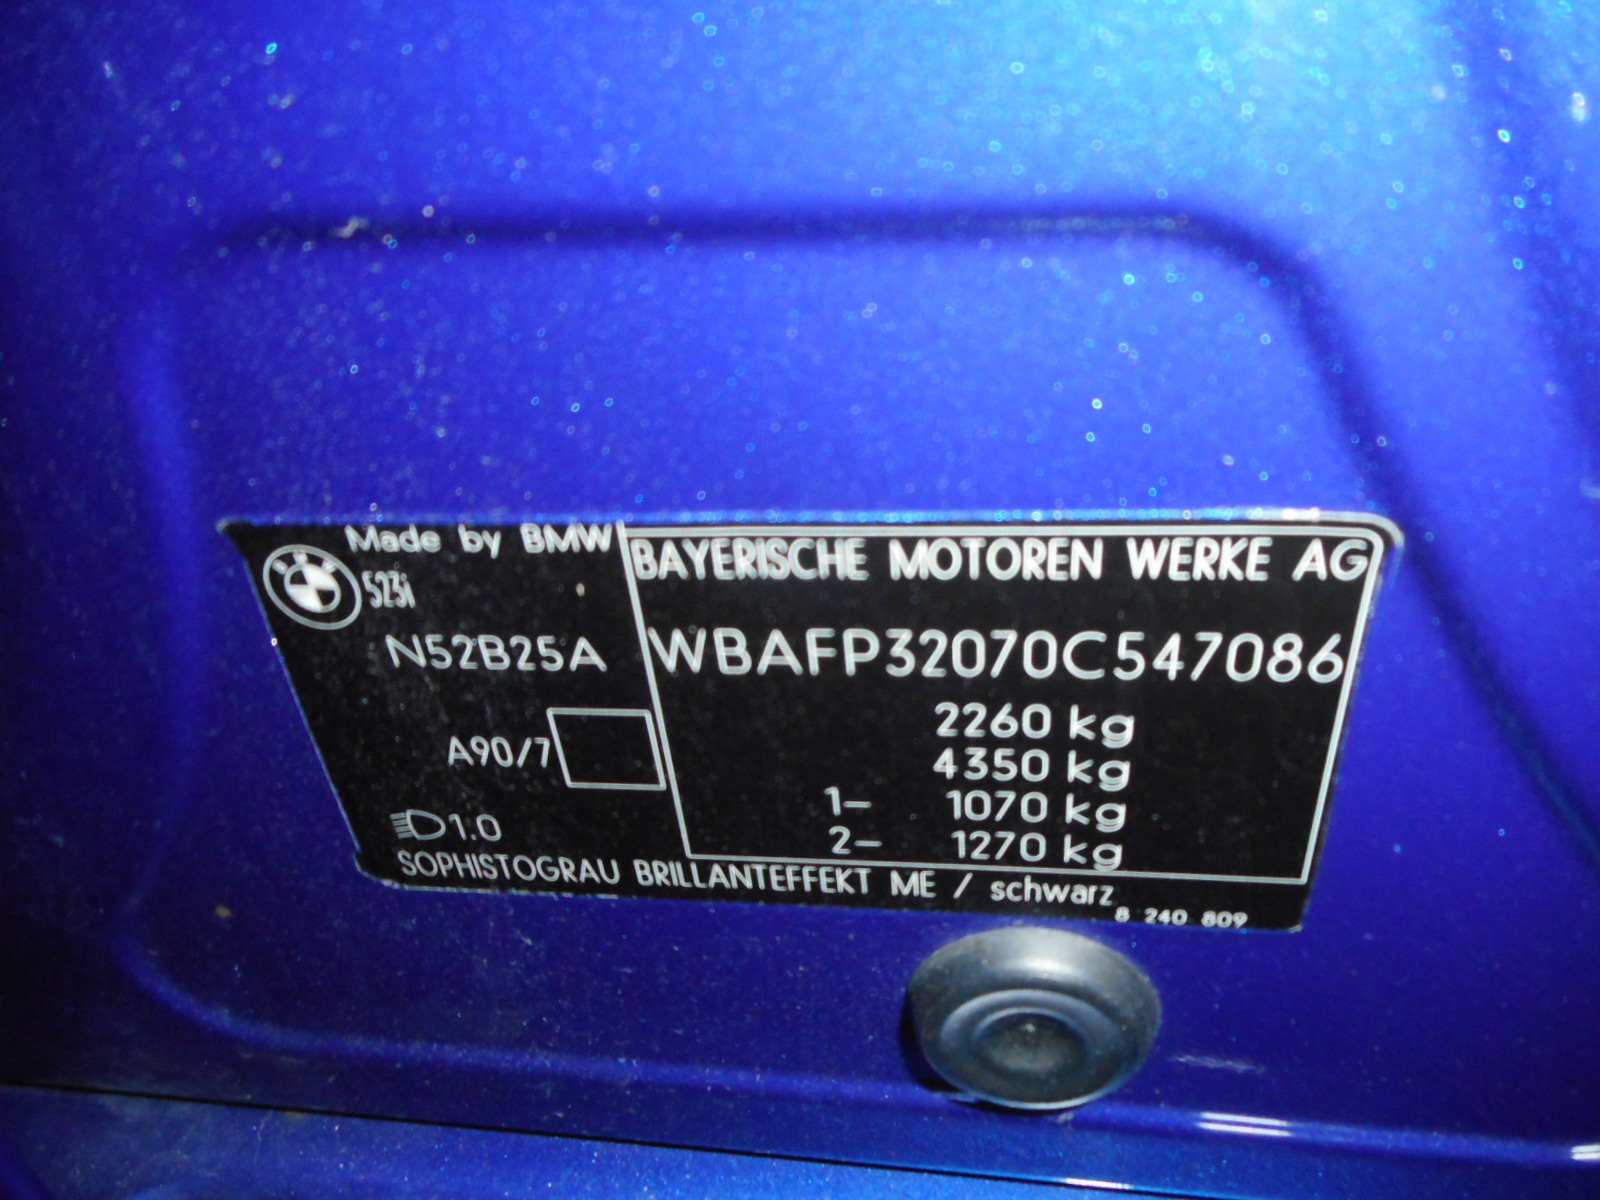 Made by BMW
BMW
523i
N52B25A
A90/7
1.0
BAYERISCHE MOTOREN WERKE AG
WBAFP32070C547086
2260 kg
4350 kg
1- 1070 kg
2- 1270 kg
SOPHISTOGRAU BRILLANTEFFEKT ME / schwarz
8 240 809